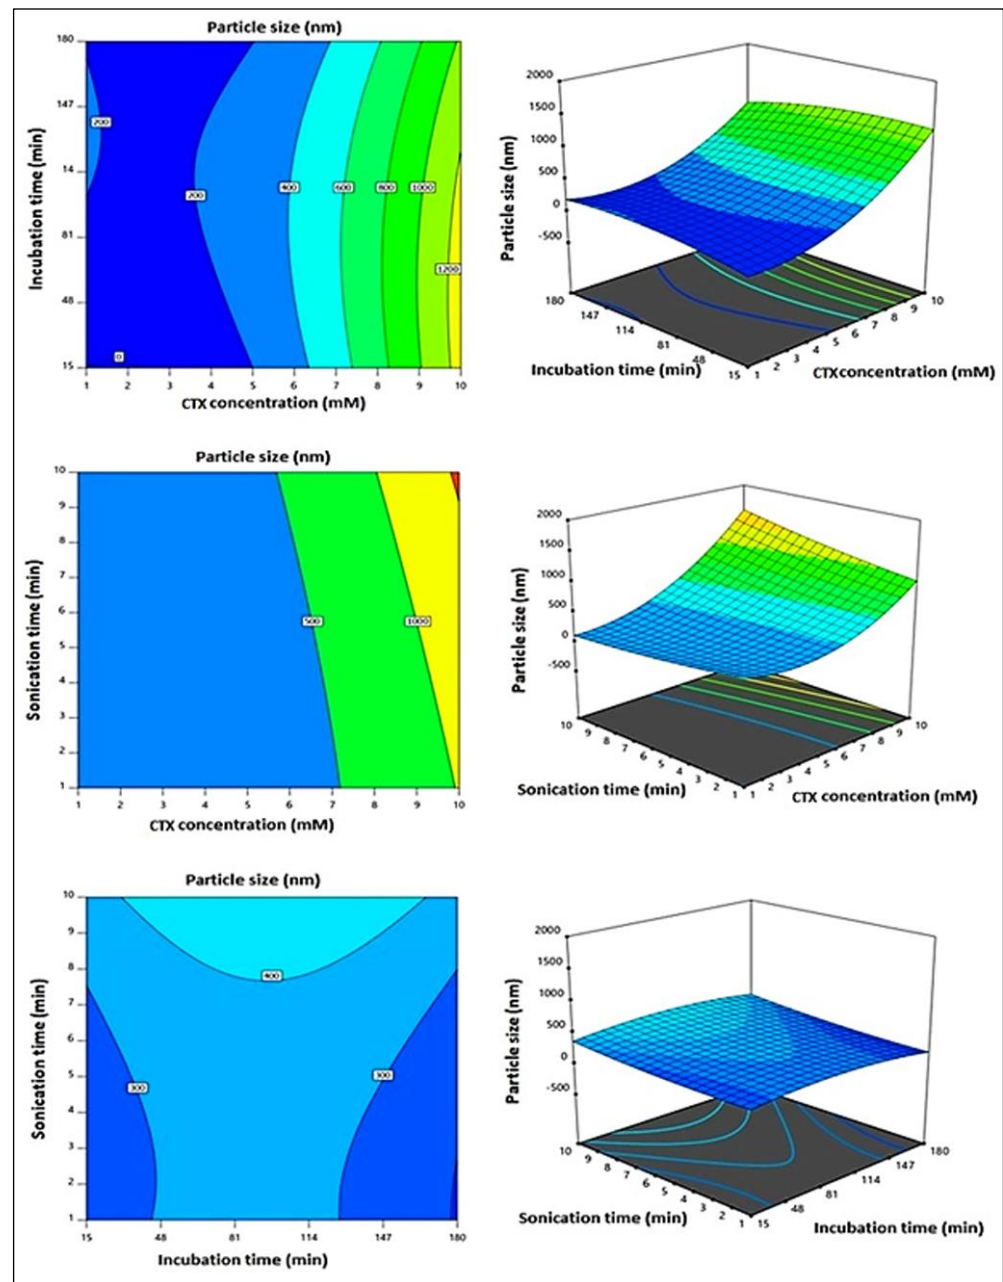 Particle size (nm)
Incubation time (min)
180
147
14
81
48
15
200
200
400
600
800
1000
1200
0
1 2 3 4 5 6 7 8 9 10
CTX concentration (mM)
Particle size (nm)
2000
1500
1000
500
0
-500
180
147
114
81
48
15
1 2 3 4 5 6 7 8 9 10
Incubation time (min)
CTXconcentration (mM)
Particle size (nm)
Sonication time (min)
10
9
8
7
6
5
4
3
2
1
500
1000
1 2 3 4 5 6 7 8 9 10
CTX concentration (mM)
Particle size (nm)
2000
1500
1000
500
0
-500
10 9 8 7 6 5 4 3 2 1
1 2 3 4 5 6 7 8 9 10
Sonication time (min)
CTX concentration (mM)
Particle size (nm)
Sonication time (min)
10
9
8
7
6
5
4
3
2
1
400
300
300
15 48 81 114 147 180
Incubation time (min)
Particle size (nm)
2000
1500
1000
500
0
-500
10 9 8 7 6 5 4 3 2 1
15 48 81 114 147 180
Sonication time (min)
Incubation time (min)